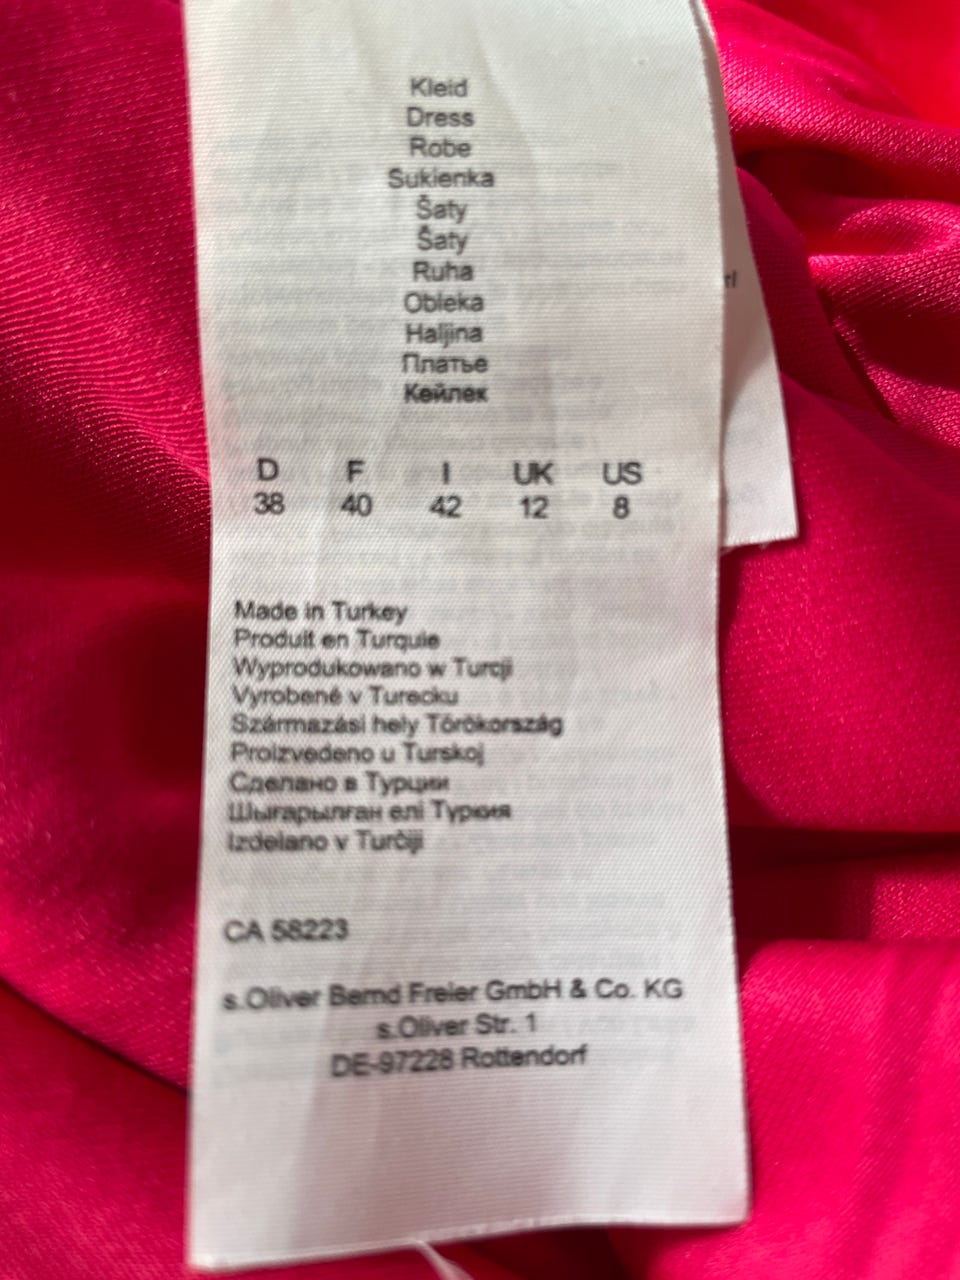 Kleid
Dress
Robe
Sukienka
Šaty
Šaty
Ruha
Obleka
Haljina
Платье
Көйлек
D F I UK US
38 40 42 12 8
Made in Turkey
Produit en Turquie
Wyprodukowano w Turcji
Vyrobené v Turecku
Származási hely Törökország
Proizvedeno u Turskoj
Сделано в Турции
Шығарылған елі Туркия
Izdelano v Turčiji
CA 58223
s.Oliver Bernd Freier GmbH & Co. KG
s.Oliver Str. 1
DE-97228 Rottendorf